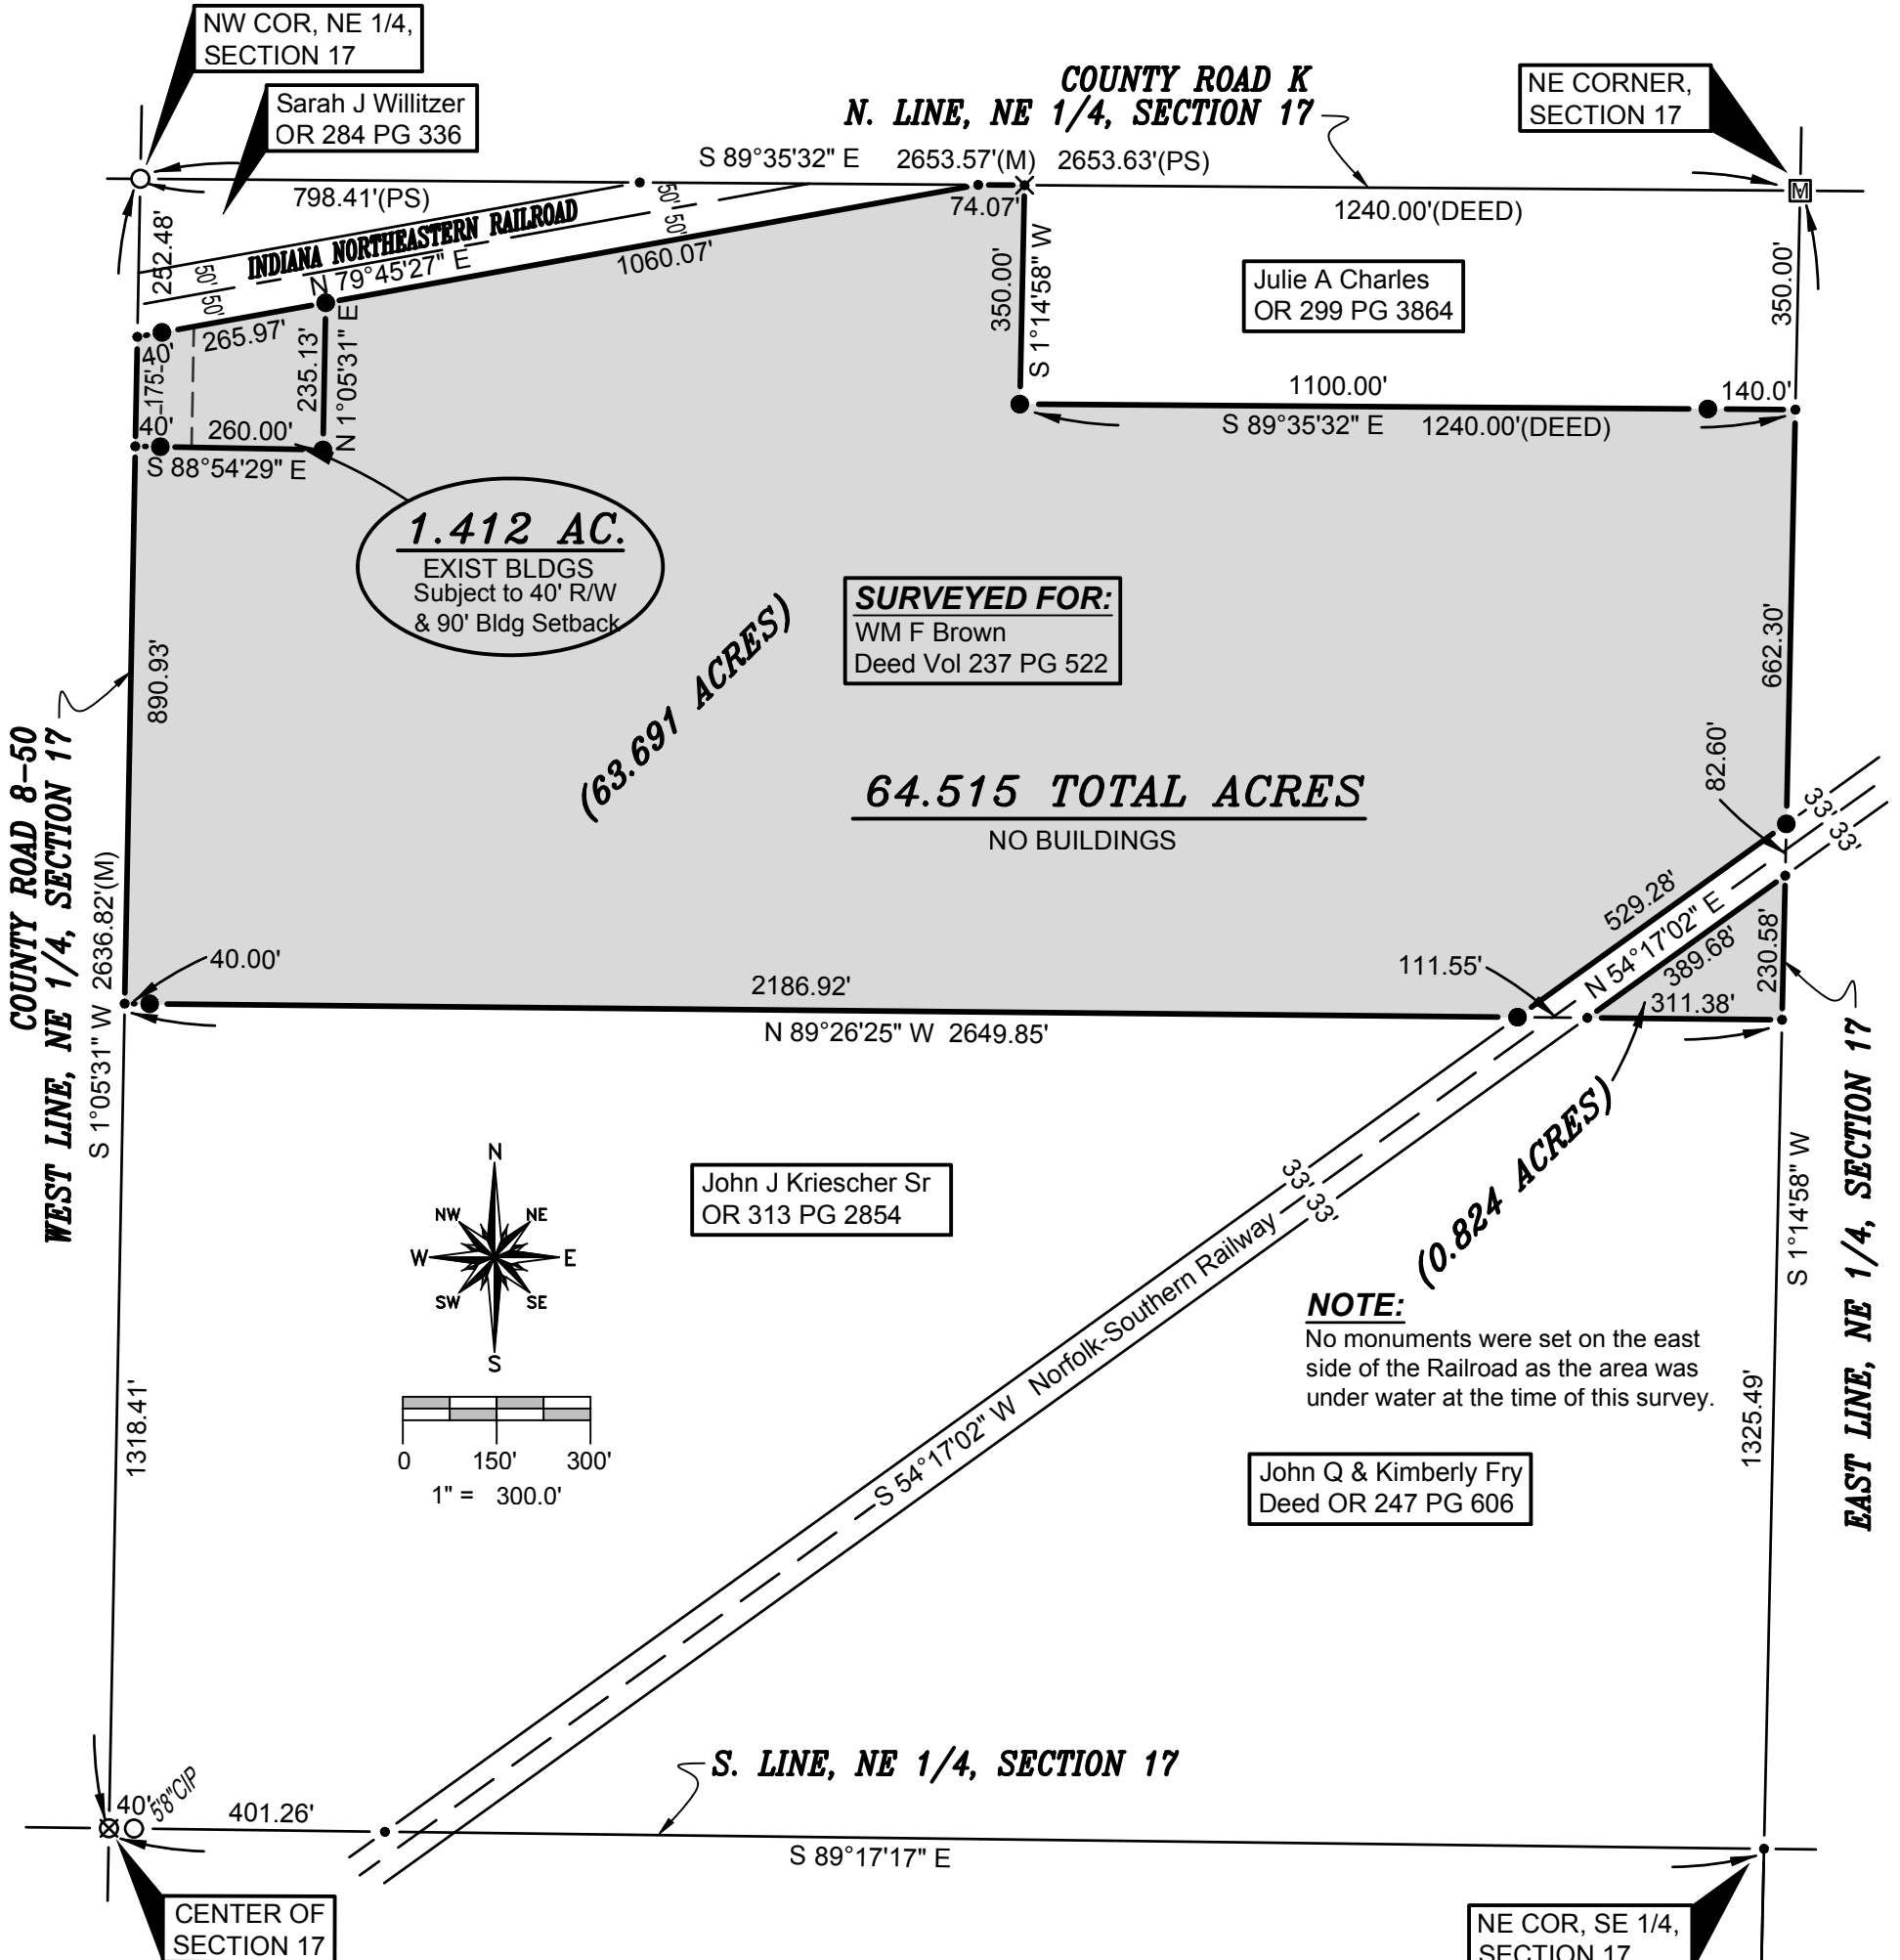 NW COR, NE 1/4,
SECTION 17
Sarah J Willitzer
OR 284 PG 336
COUNTY ROAD K
N. LINE, NE 1/4, SECTION 17
NE CORNER,
SECTION 17
S 89°35'32" E 2653.57'(M) 2653.63'(PS)
798.41'(PS)
74.07'
1240.00'(DEED)
M
252.48'
INDIANA NORTHEASTERN RAILROAD
50' 50'
50' 50'
N 79°45'27" E
1060.07'
265.97'
350.00'
S 1°14'58" W
Julie A Charles
OR 299 PG 3864
350.00'
40'
175'
235.13'
N 1°05'31" E
40'
260.00'
S 88°54'29" E
1100.00'
140.0'
S 89°35'32" E 1240.00'(DEED)
1.412 AC.
EXIST BLDGS
Subject to 40' R/W
& 90' Bldg Setback
SURVEYED FOR:
WM F Brown
Deed Vol 237 PG 522
890.93'
662.30'
(63.691 ACRES)
64.515 TOTAL ACRES
NO BUILDINGS
82.60'
33' 33'
COUNTY ROAD 8-50
WEST LINE, NE 1/4, SECTION 17
S 1°05'31" W 2636.82'(M)
529.28'
N 54°17'02" E
389.68'
230.58'
40.00'
2186.92'
111.55'
311.38'
N 89°26'25" W 2649.85'
(0.824 ACRES)
John J Kriescher Sr
OR 313 PG 2854
N
NW
NE
W
E
SW
SE
S
33' 33'
S 54°17'02" W Norfolk-Southern Railway
NOTE:
No monuments were set on the east
side of the Railroad as the area was
under water at the time of this survey.
S 1°14'58" W
EAST LINE, NE 1/4, SECTION 17
1318.41'
0 150' 300'
1" = 300.0'
1325.49'
John Q & Kimberly Fry
Deed OR 247 PG 606
S. LINE, NE 1/4, SECTION 17
40'
5'8"CIP
401.26'
S 89°17'17" E
CENTER OF
SECTION 17
NE COR, SE 1/4,
SECTION 17